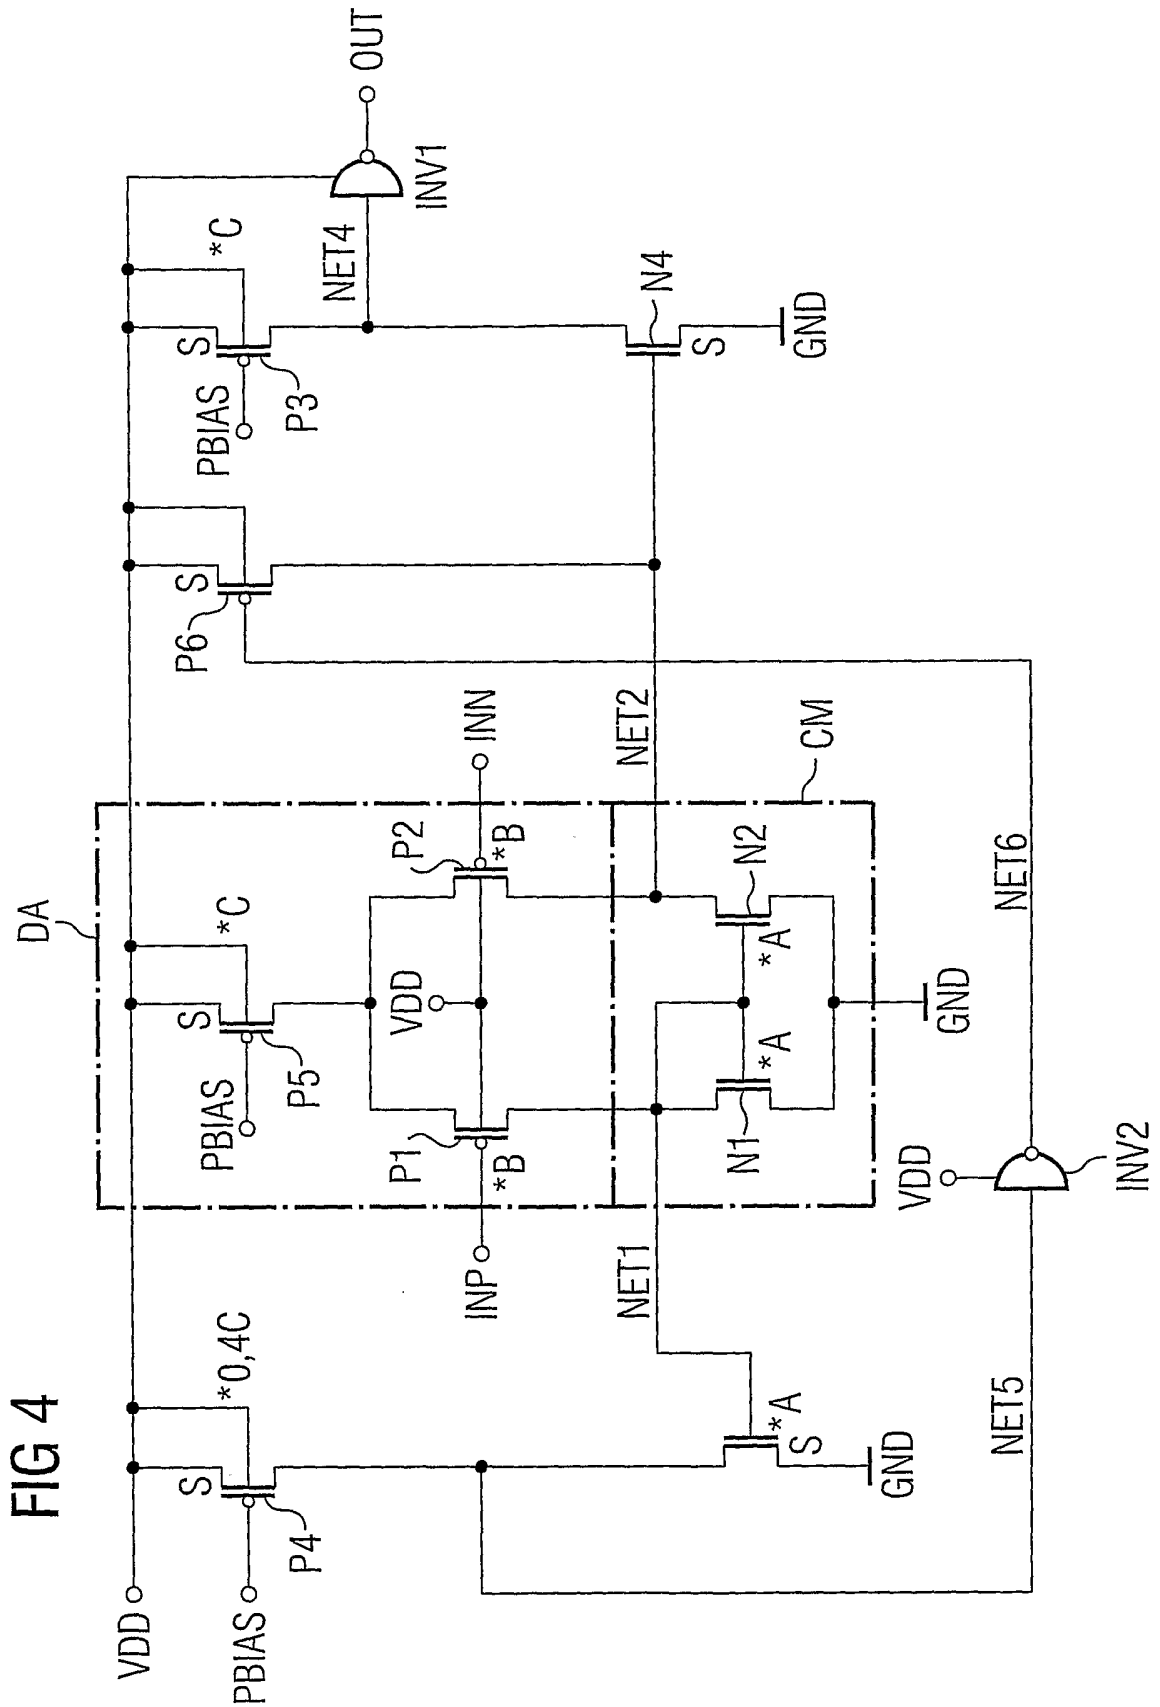 FIG 4
VDD
PBIAS
P4
S
*0,4C
DA
PBIAS
P5
S
*C
P6
S
PBIAS
P3
S
*C
NET4
INV1
OUT
INP
P1
*B
VDD
P2
*B
INN
NET1
NET2
N4
S
GND
*A
S
GND
N1
*A
*A
N2
CM
GND
NET5
VDD
INV2
NET6